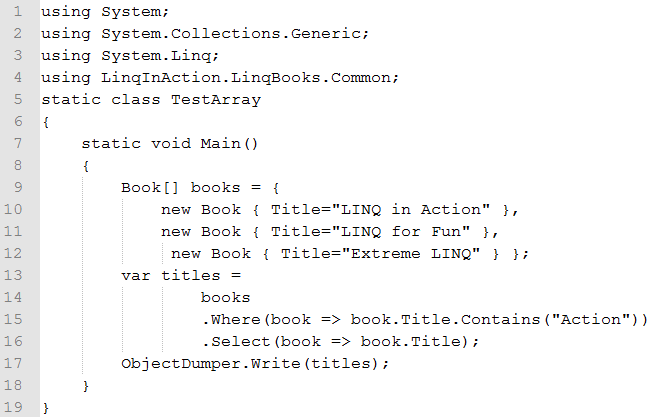 1 using System;
2 using System.Collections.Generic;
3 using System.Linq;
4 using LinqInAction.LinqBooks.Common;
5 static class TestArray
6 {
7     static void Main()
8     {
9         Book[] books = {
10             new Book { Title="LINQ in Action" },
11             new Book { Title="LINQ for Fun" },
12              new Book { Title="Extreme LINQ" } };
13         var titles =
14                 books
15                 .Where(book => book.Title.Contains("Action"))
16                 .Select(book => book.Title);
17         ObjectDumper.Write(titles);
18     }
19 }